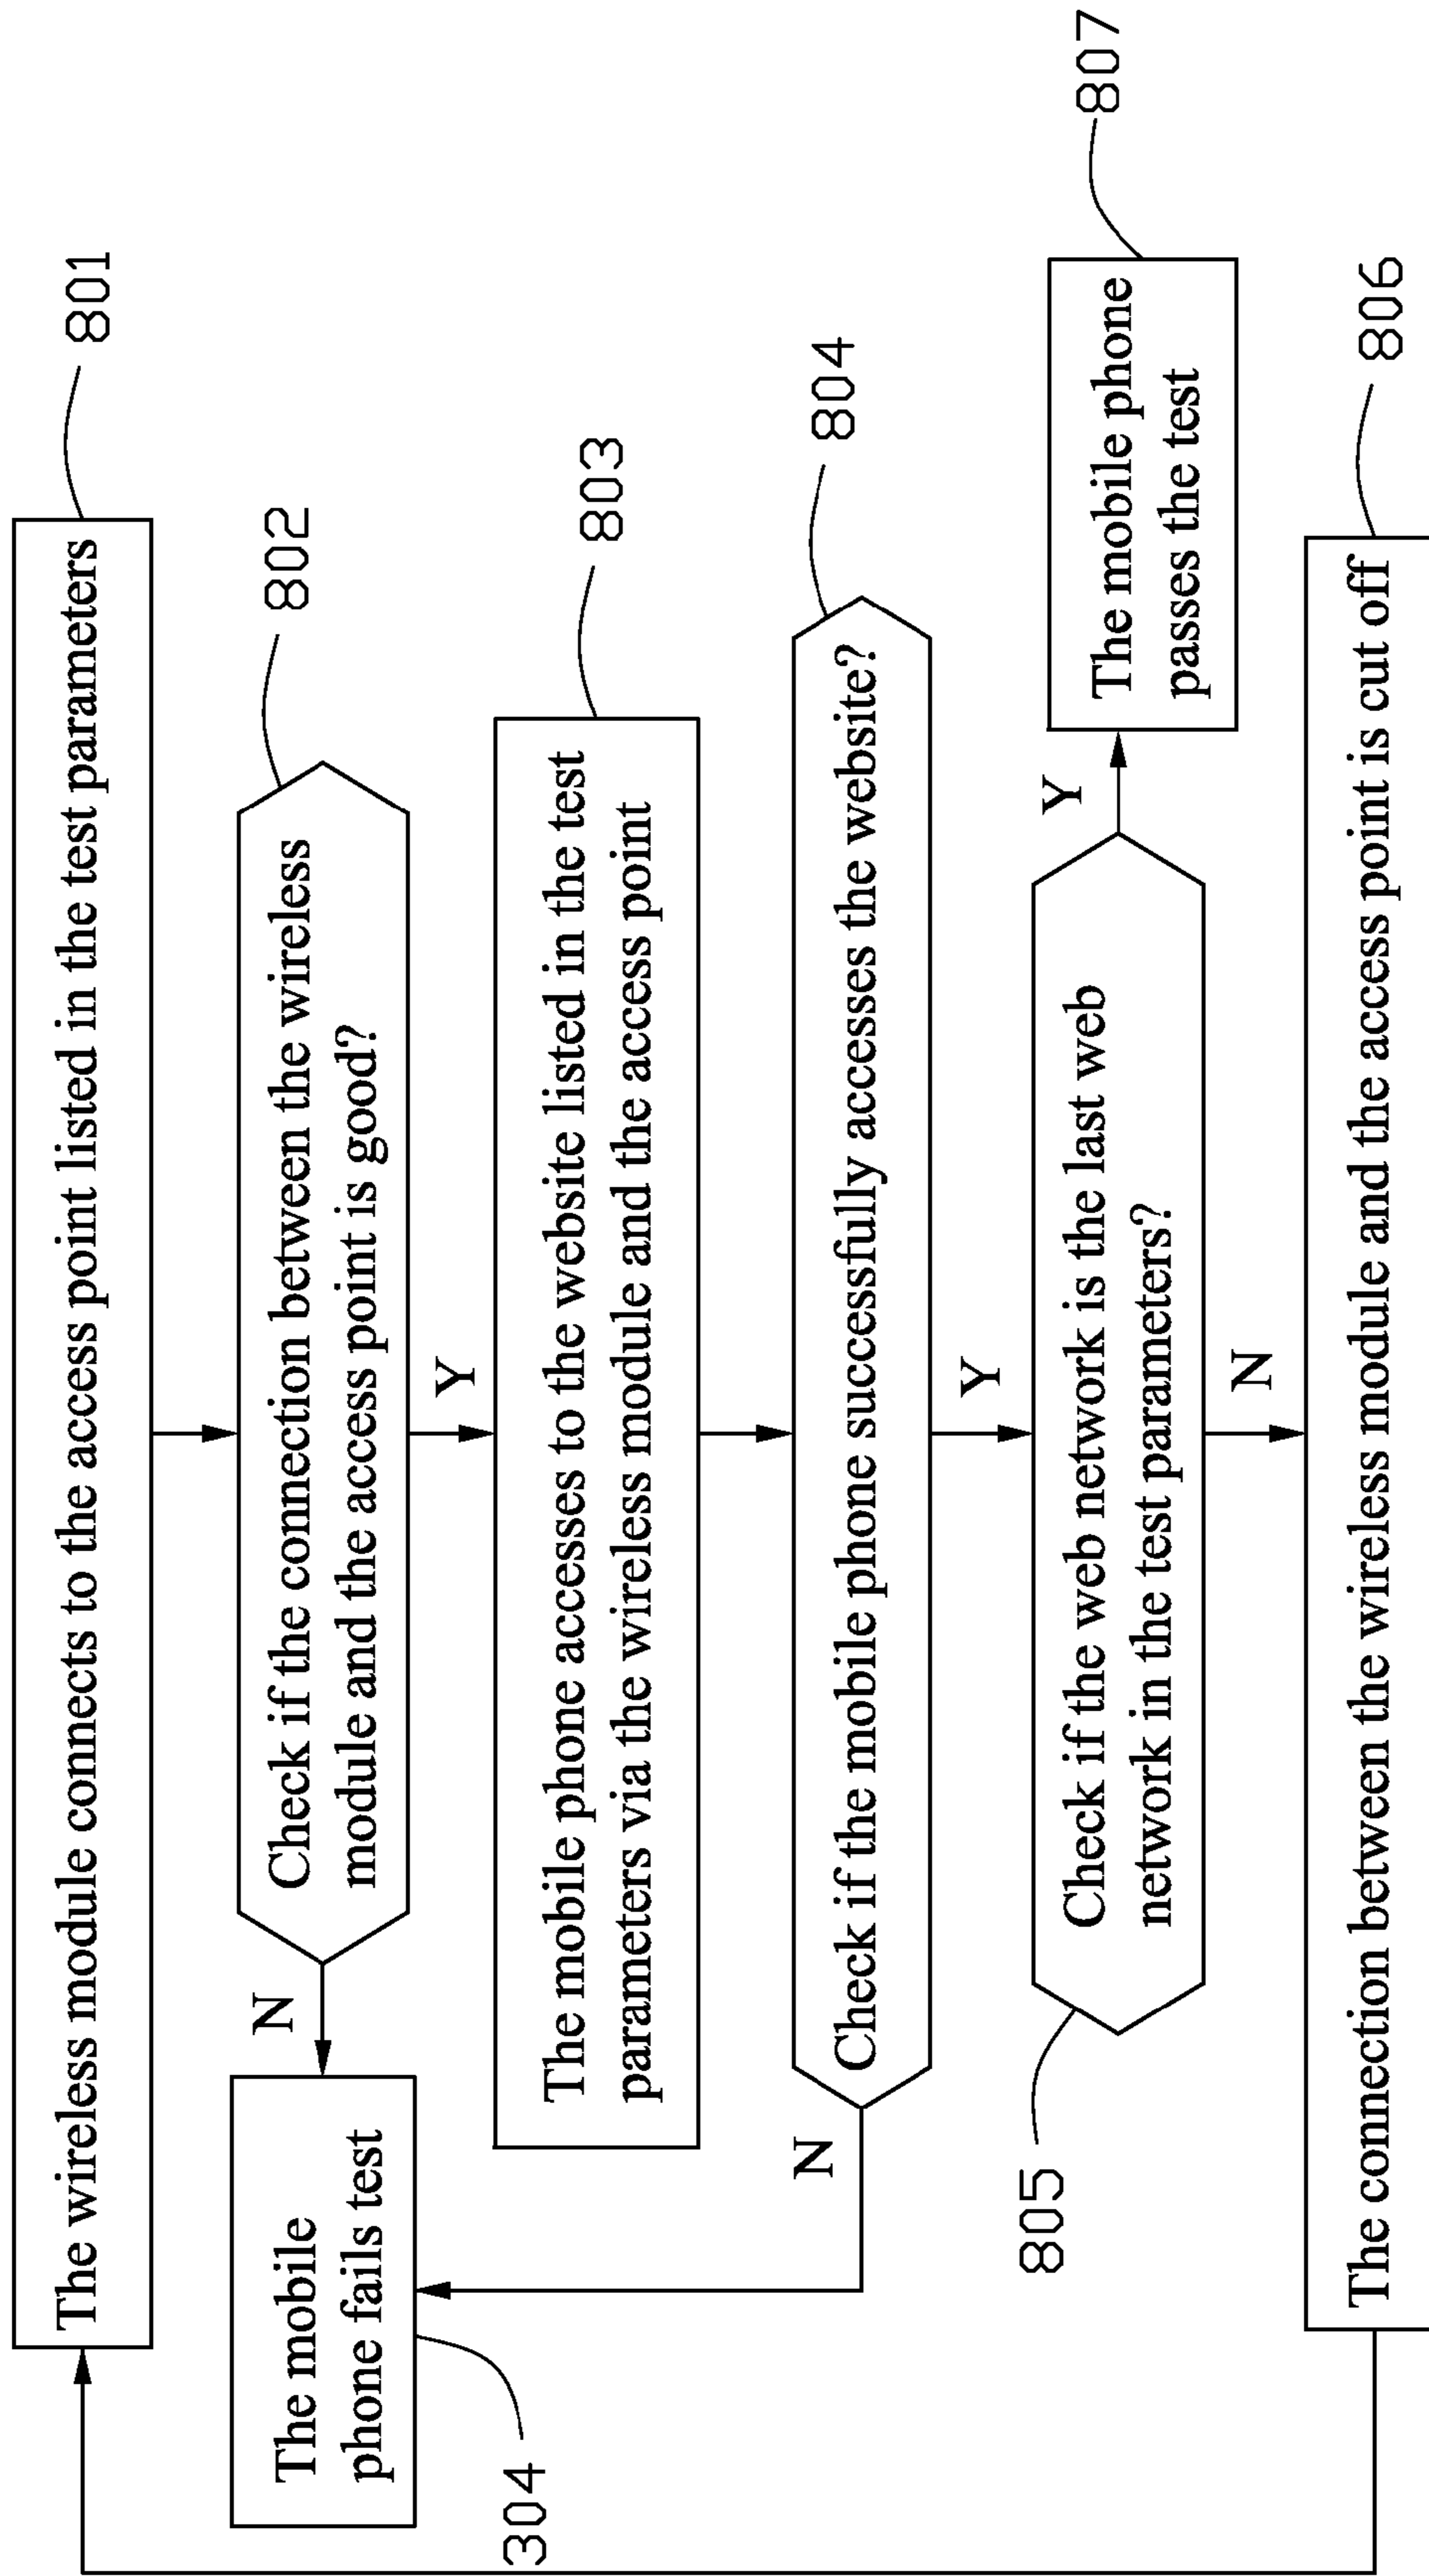 The wireless module connects to the access point listed in the test parameters
801
Check if the connection between the wireless
module and the access point is good?
802
N
The mobile
phone fails test
304
Y
The mobile phone accesses to the website listed in the test
parameters via the wireless module and the access point
803
Check if the mobile phone successfully accesses the website?
804
N
Y
Check if the web network is the last web
network in the test parameters?
805
Y
The mobile phone
passes the test
807
N
The connection between the wireless module and the access point is cut off
806